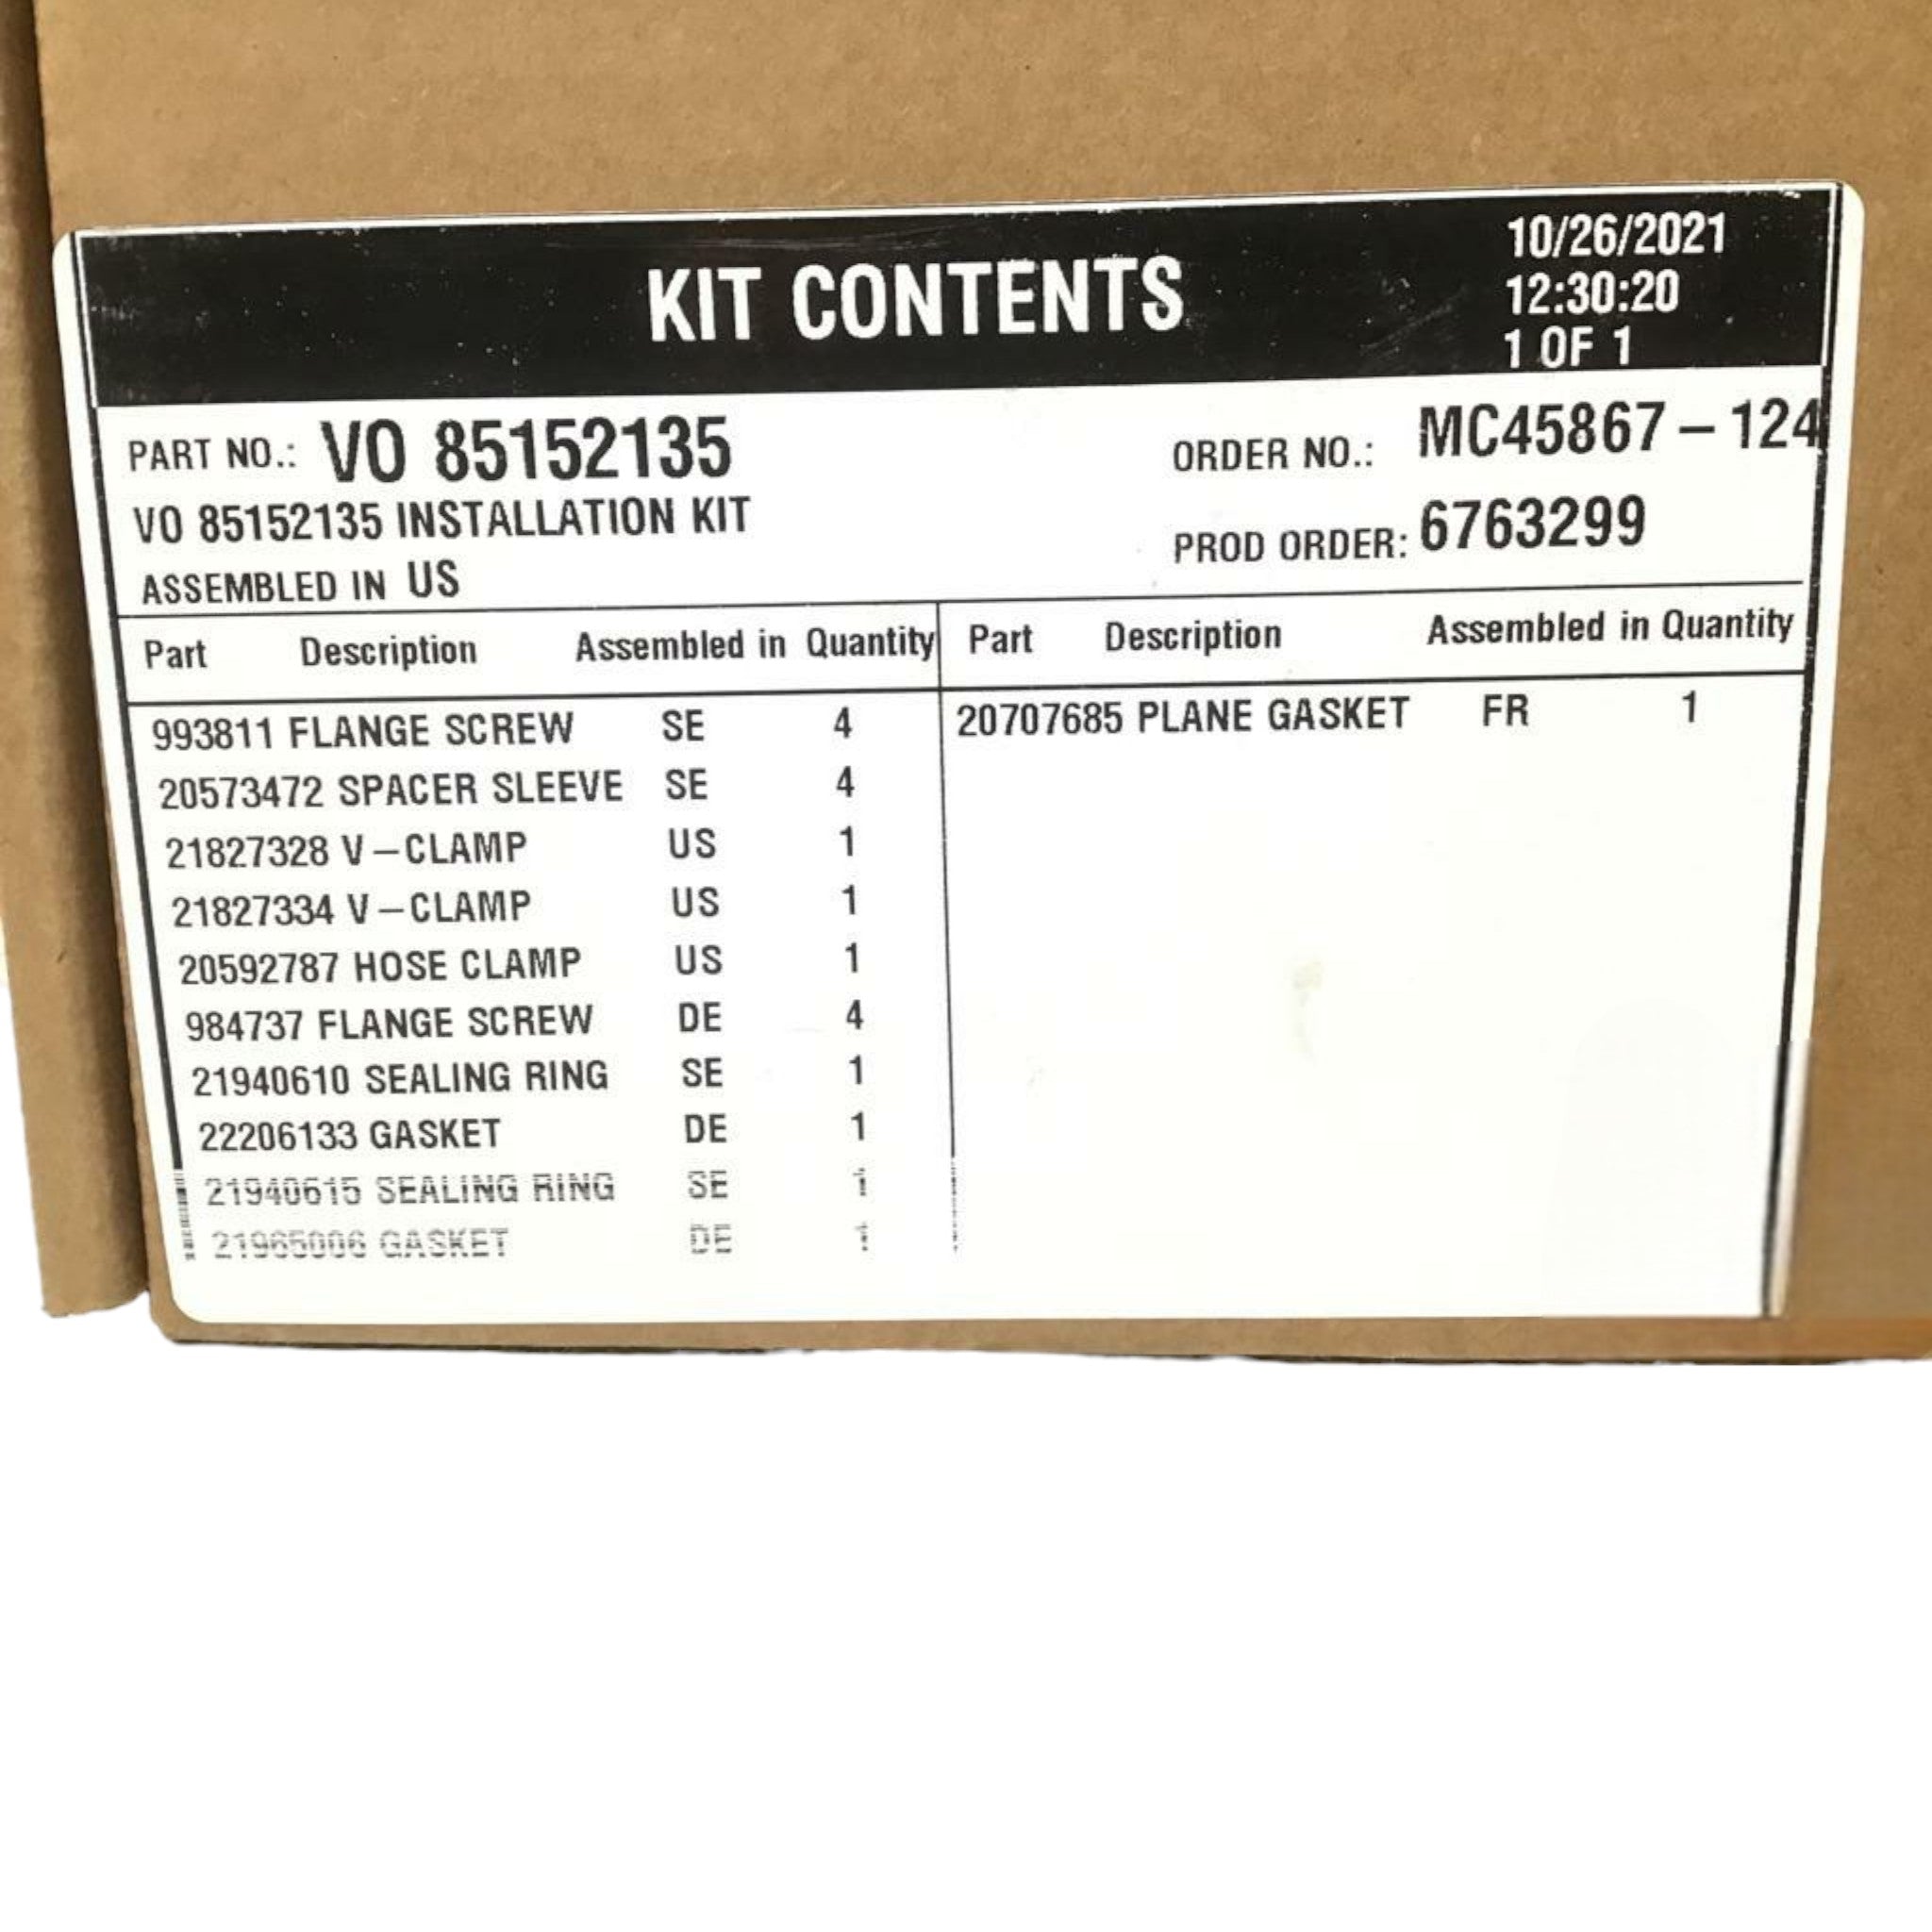 KIT CONTENTS
10/26/2021
12:30:20
1 OF 1
PART NO.: VO 85152135
ORDER NO.: MC45867-124
VO 85152135 INSTALLATION KIT
PROD ORDER: 6763299
ASSEMBLED IN US
Part Description Assembled in Quantity
993811 FLANGE SCREW SE 4
20573472 SPACER SLEEVE SE 4
21827328 V-CLAMP US 1
21827334 V-CLAMP US 1
20592787 HOSE CLAMP US 1
984737 FLANGE SCREW DE 4
21940610 SEALING RING SE 1
22206133 GASKET DE 1
21940615 SEALING RING SE 1
21965006 GASKET DE 1
Part Description Assembled in Quantity
20707685 PLANE GASKET FR 1